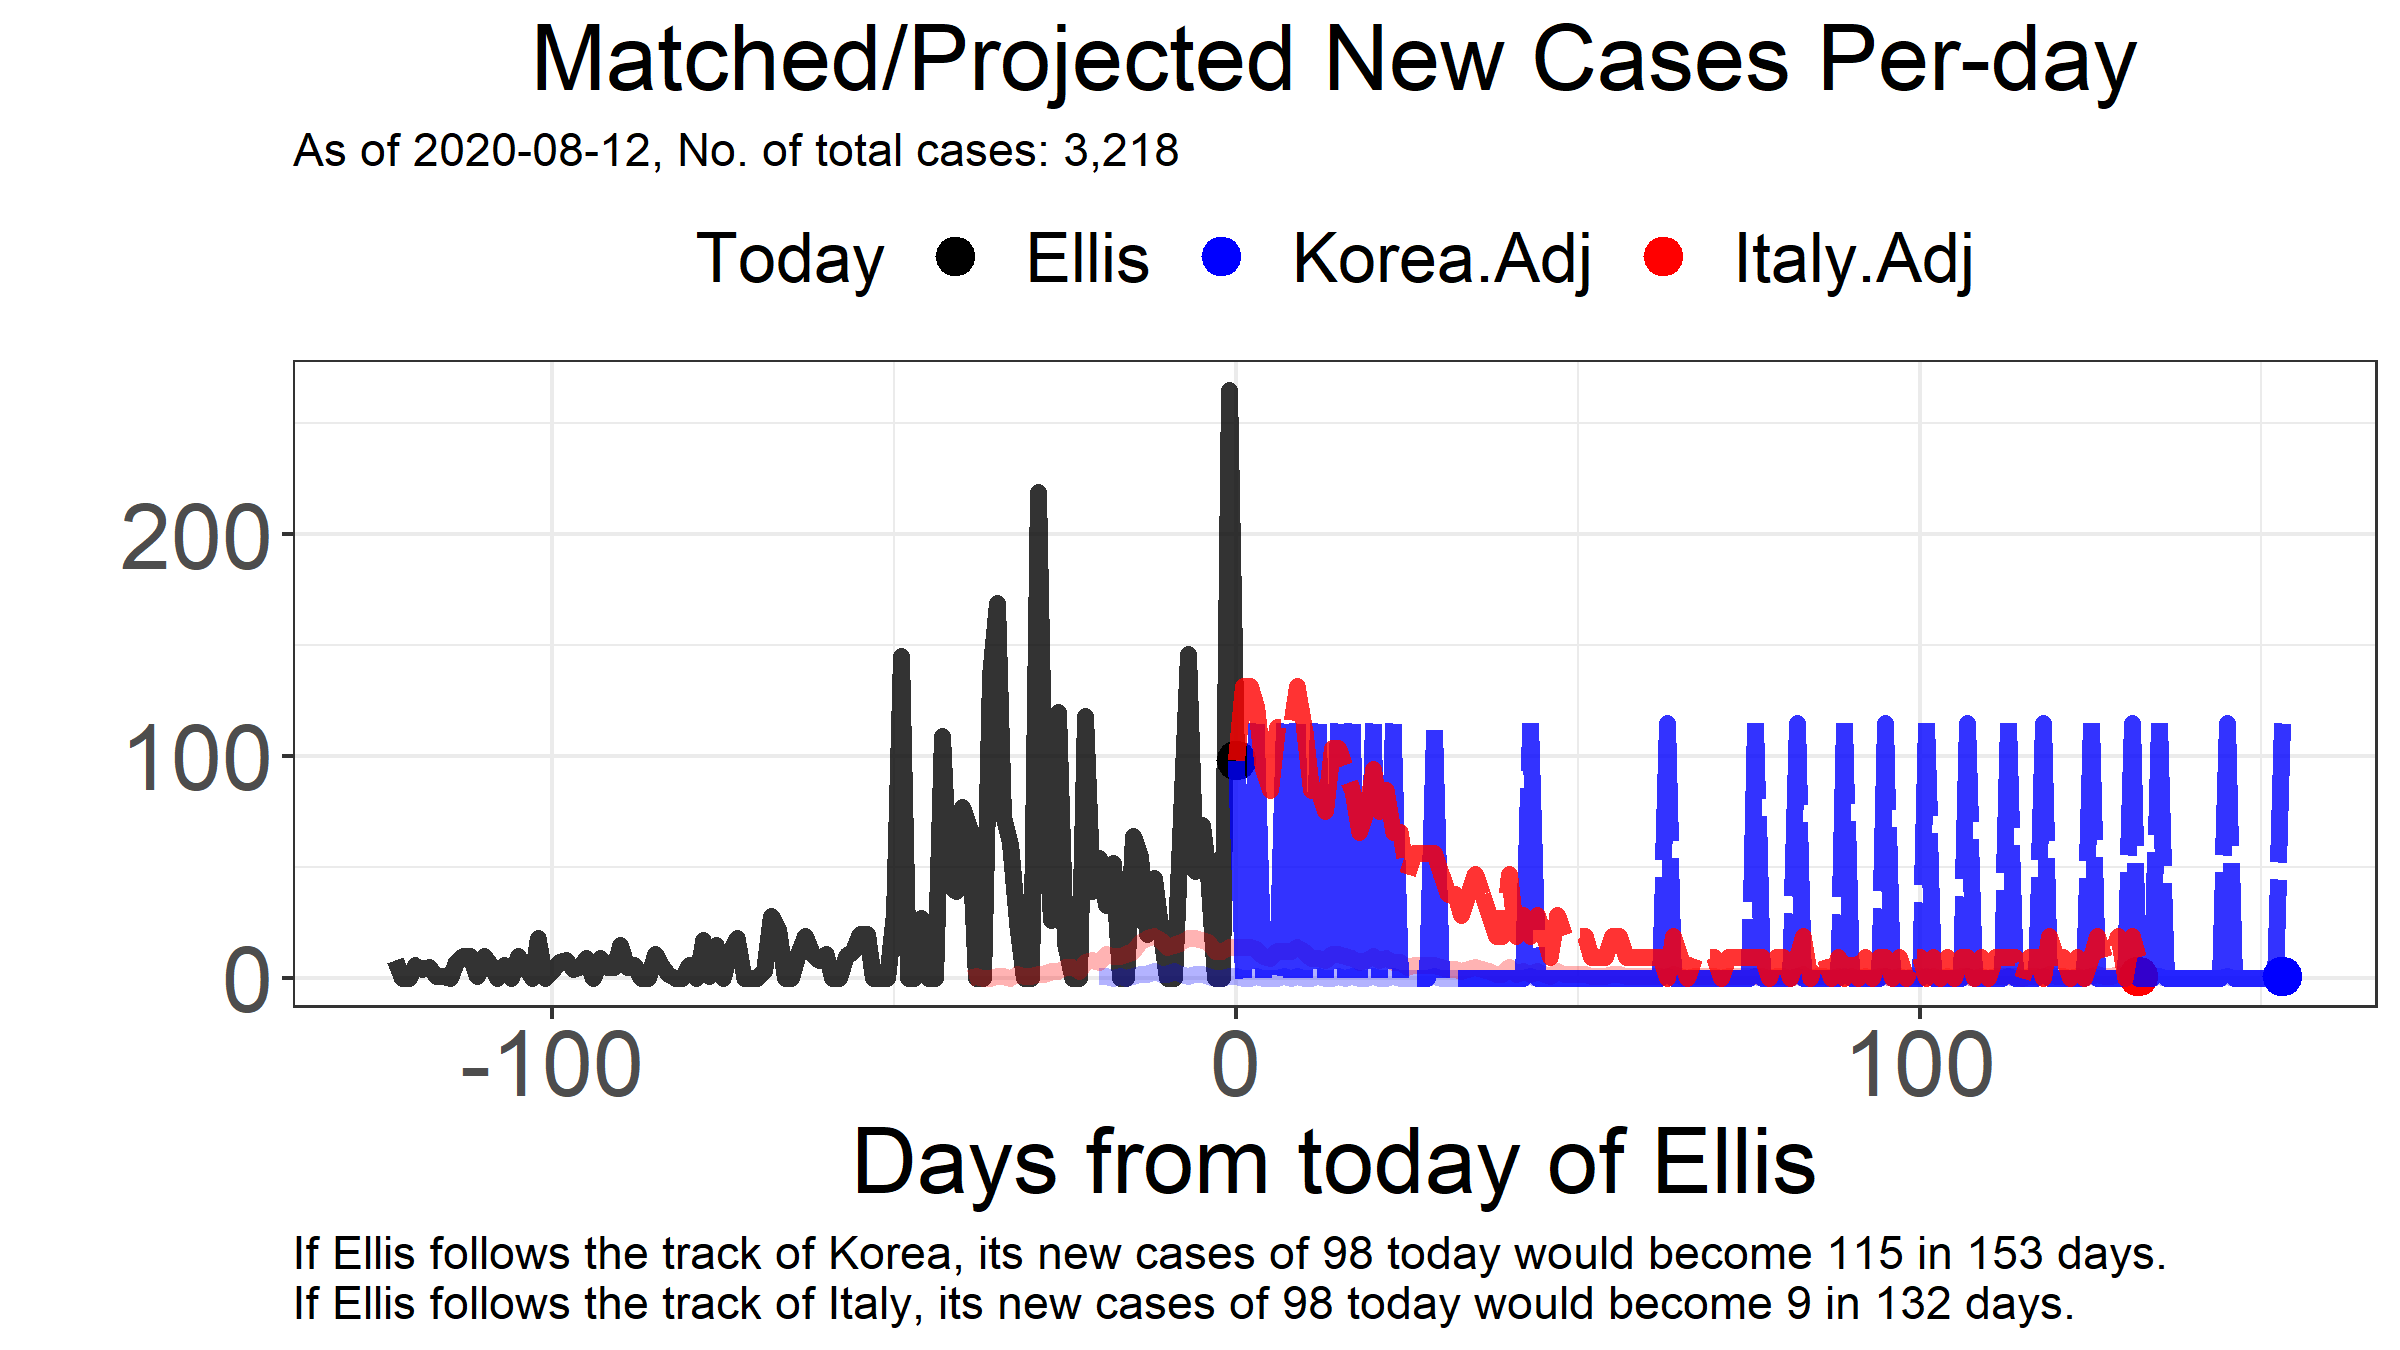 Matched/Projected New Cases Per-day
As of 2020-08-12, No. of total cases: 3,218
Today Ellis Korea.Adj Italy.Adj
200
100
0
-100 0 100
Days from today of Ellis
If Ellis follows the track of Korea, its new cases of 98 today would become 115 in 153 days.
If Ellis follows the track of Italy, its new cases of 98 today would become 9 in 132 days.